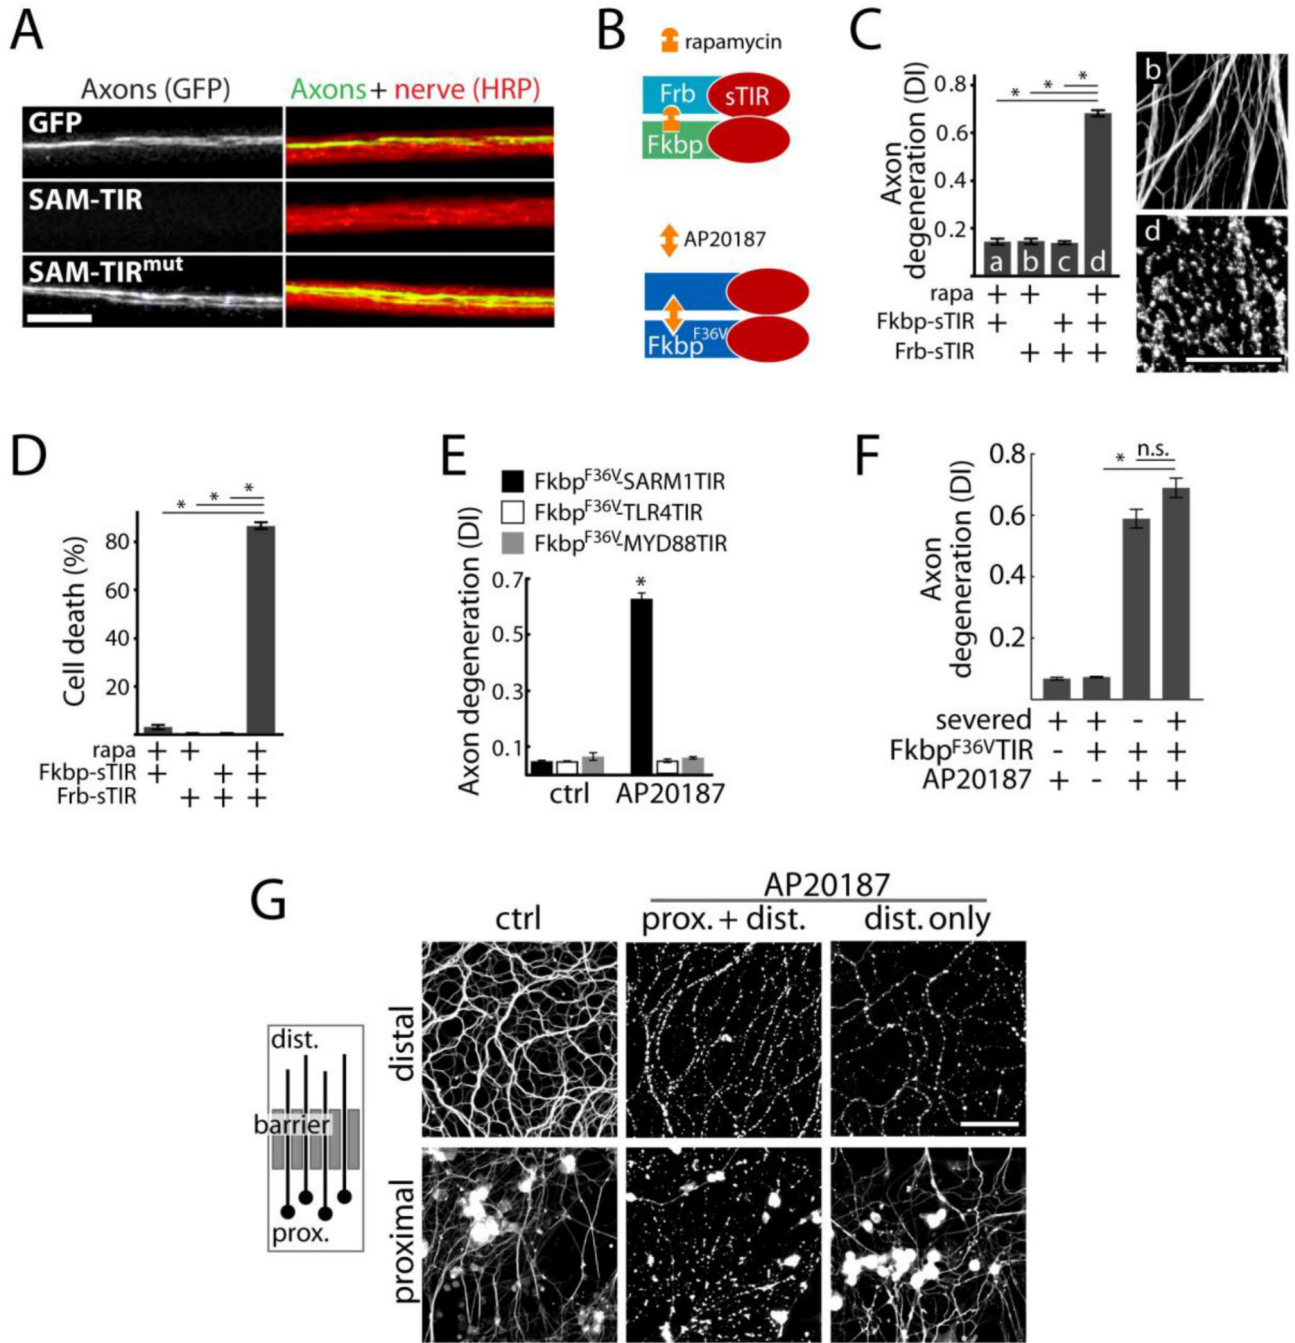 A
Axons (GFP)
Axons + nerve (HRP)
GFP
SAM-TIR
SAM-TIRmut
B
rapamycin
Frb
sTIR
Fkbp
AP20187
FkbpF36V
C
Axon
degeneration (DI)
0.8
0.6
0.4
0.2
* * *
a b c d
rapa + + +
Fkbp-sTIR + + +
Frb-sTIR + + +
b
d
D
Cell death (%)
80
60
40
20
* * *
rapa + + +
Fkbp-sTIR + + +
Frb-sTIR + + +
E
FkbpF36V-SARM1TIR
FkbpF36V-TLR4TIR
FkbpF36V-MYD88TIR
Axon degeneration (DI)
0.7
0.5
0.3
0.1
*
ctrl AP20187
F
Axon
degeneration (DI)
0.8
0.6
0.4
0.2
* n.s.
severed + + - +
FkbpF36VTIR - + + +
AP20187 + - + +
G
AP20187
ctrl prox. + dist. dist. only
distal
proximal
dist.
barrier
prox.